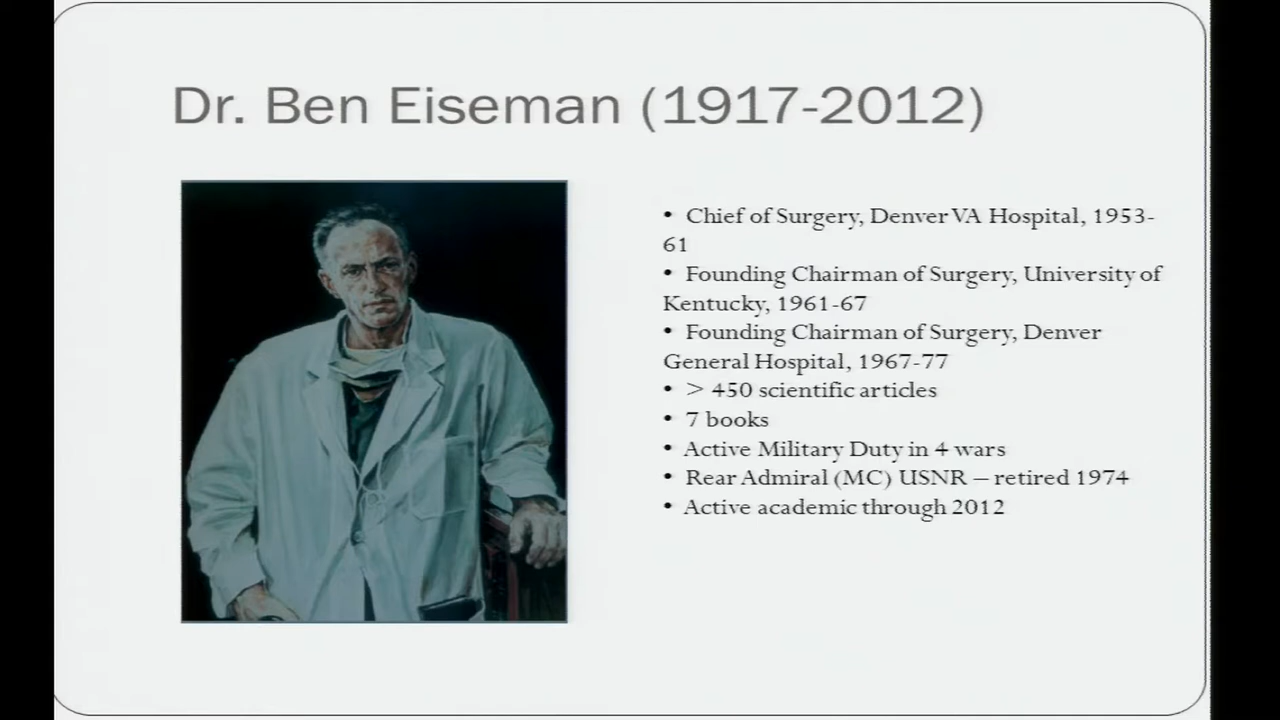 Dr. Ben Eiseman (1917-2012)
• Chief of Surgery, Denver VA Hospital, 1953-
61
• Founding Chairman of Surgery, University of
Kentucky, 1961-67
• Founding Chairman of Surgery, Denver
General Hospital, 1967-77
• > 450 scientific articles
• 7 books
• Active Military Duty in 4 wars
• Rear Admiral (MC) USNR – retired 1974
• Active academic through 2012